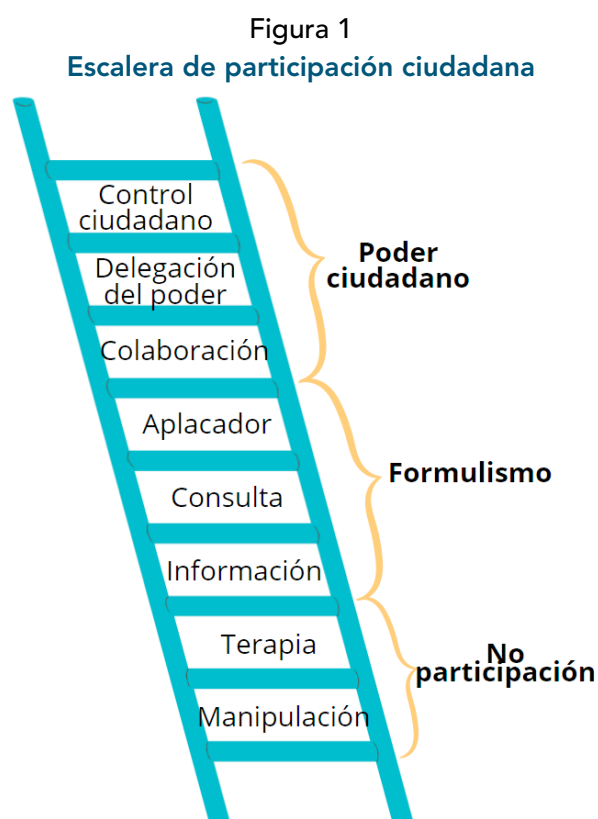 Figura 1
Escalera de participación ciudadana
Control
ciudadano
Delegación
del poder
Colaboración
Poder
ciudadano
Aplacador
Consulta
Información
Formulismo
Terapia
Manipulación
No
participación